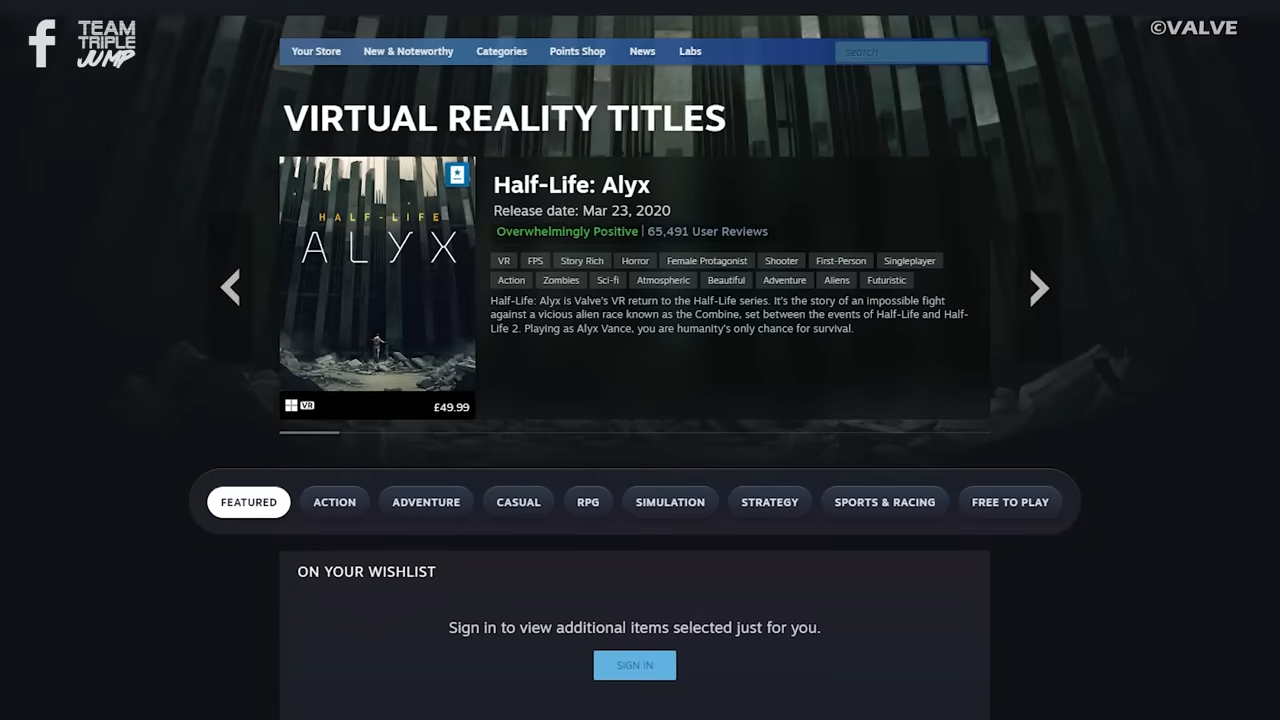 f TEAM TRIPLE JUMP
©VALVE
Your Store New & Noteworthy Categories Points Shop News Labs search
VIRTUAL REALITY TITLES
HALF-LIFE
ALYX
VR £49.99
Half-Life: Alyx
Release date: Mar 23, 2020
Overwhelmingly Positive | 65,491 User Reviews
VR FPS Story Rich Horror Female Protagonist Shooter First-Person Singleplayer
Action Zombies Sci-fi Atmospheric Beautiful Adventure Aliens Futuristic
Half-Life: Alyx is Valve's VR return to the Half-Life series. It's the story of an impossible fight
against a vicious alien race known as the Combine, set between the events of Half-Life and Half-
Life 2. Playing as Alyx Vance, you are humanity's only chance for survival.
FEATURED ACTION ADVENTURE CASUAL RPG SIMULATION STRATEGY SPORTS & RACING FREE TO PLAY
ON YOUR WISHLIST
Sign in to view additional items selected just for you.
SIGN IN